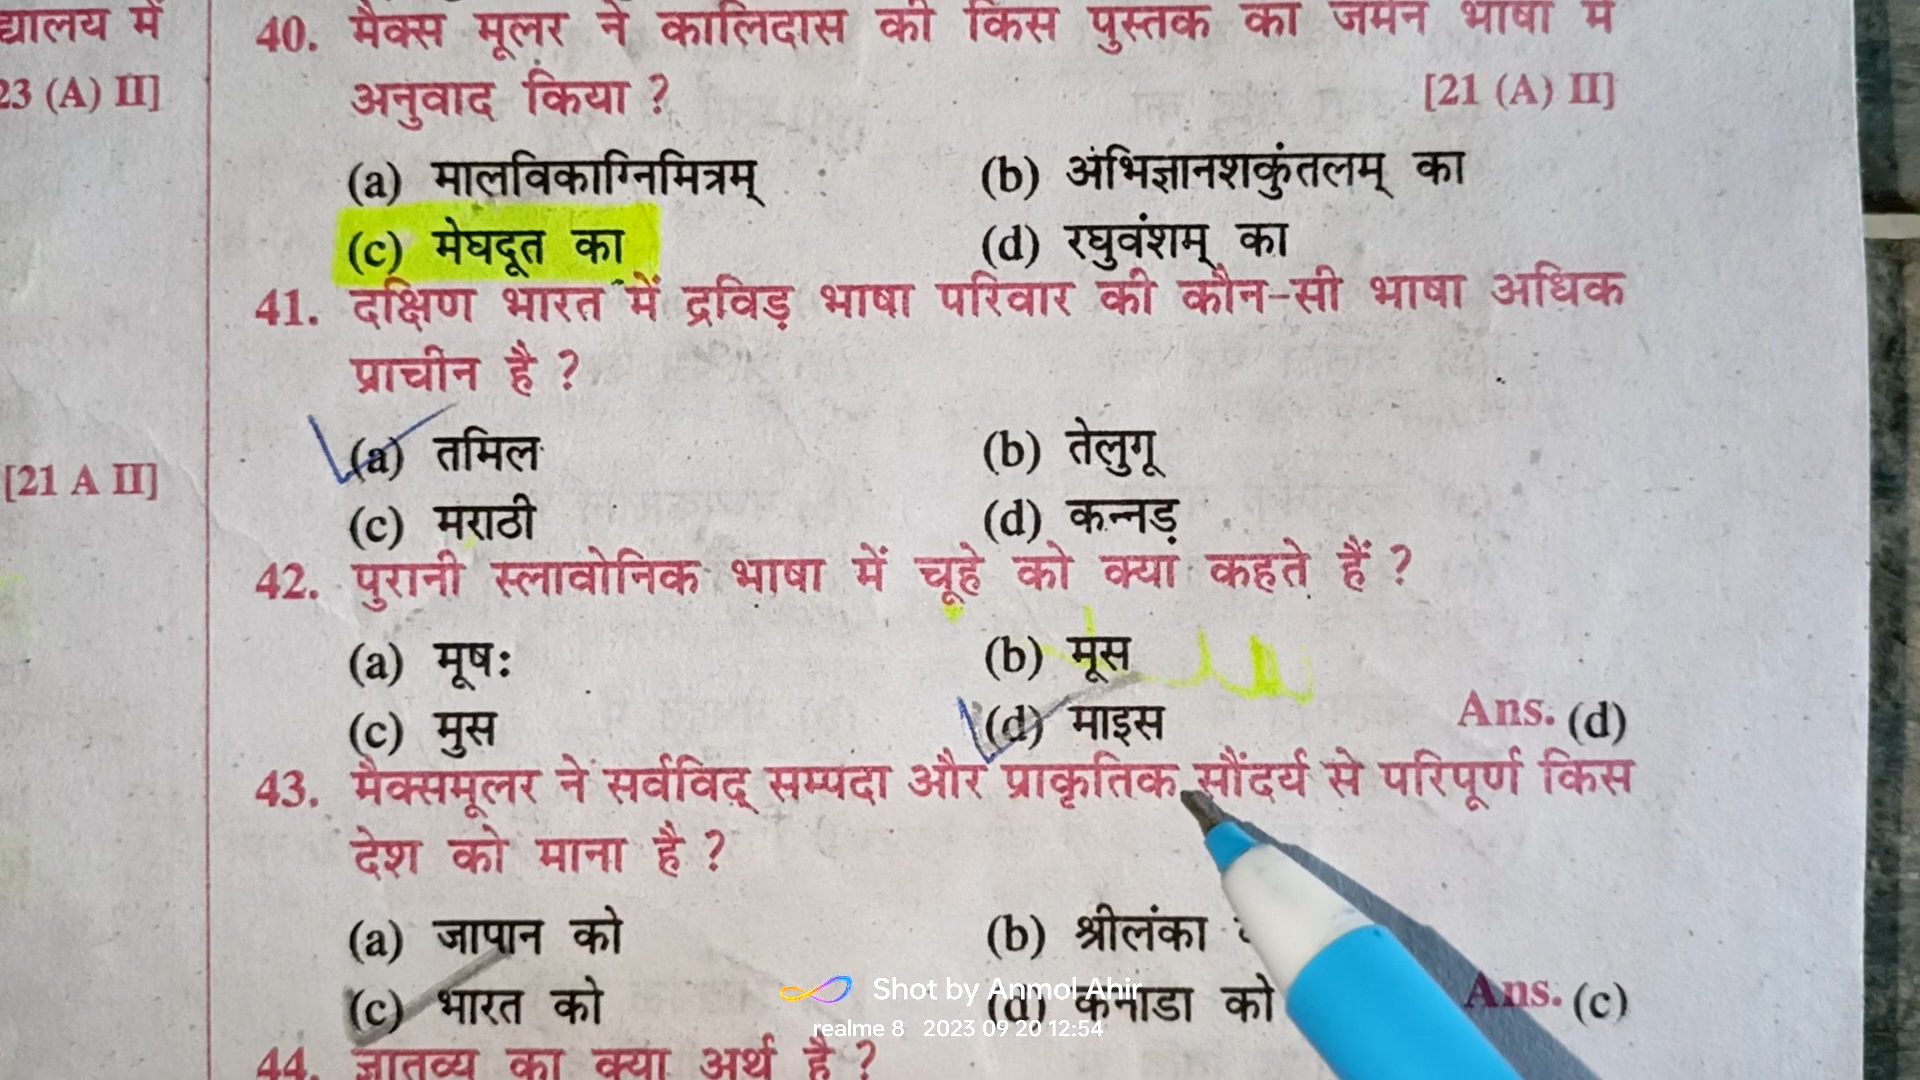 द्यालय में
23 (A) II]
[21 A II]
40. मैक्स मूलर ने कालिदास की किस पुस्तक का जर्मन भाषा में
अनुवाद किया ? [21 (A) II]
(a) मालविकाग्निमित्रम् (b) अंभिज्ञानशकुंतलम् का
(c) मेघदूत का (d) रघुवंशम् का
41. दक्षिण भारत में द्रविड़ भाषा परिवार की कौन-सी भाषा अधिक
प्राचीन है ?
(a) तमिल (b) तेलुगू
(c) मराठी (d) कन्नड़
42. पुरानी स्लावोनिक भाषा में चूहे को क्या कहते हैं ?
(a) मूषः (b) मूस
(c) मुस (d) माइस Ans. (d)
43. मैक्समूलर ने सर्वविद् सम्पदा और प्राकृतिक सौंदर्य से परिपूर्ण किस
देश को माना है ?
(a) जापान को (b) श्रीलंका
(c) भारत को (d) कनाडा को Ans. (c)
44. ज्ञातव्य का क्या अर्थ है ?
Shot by Anmol Ahir
realme 8 2023 09 20 12:54